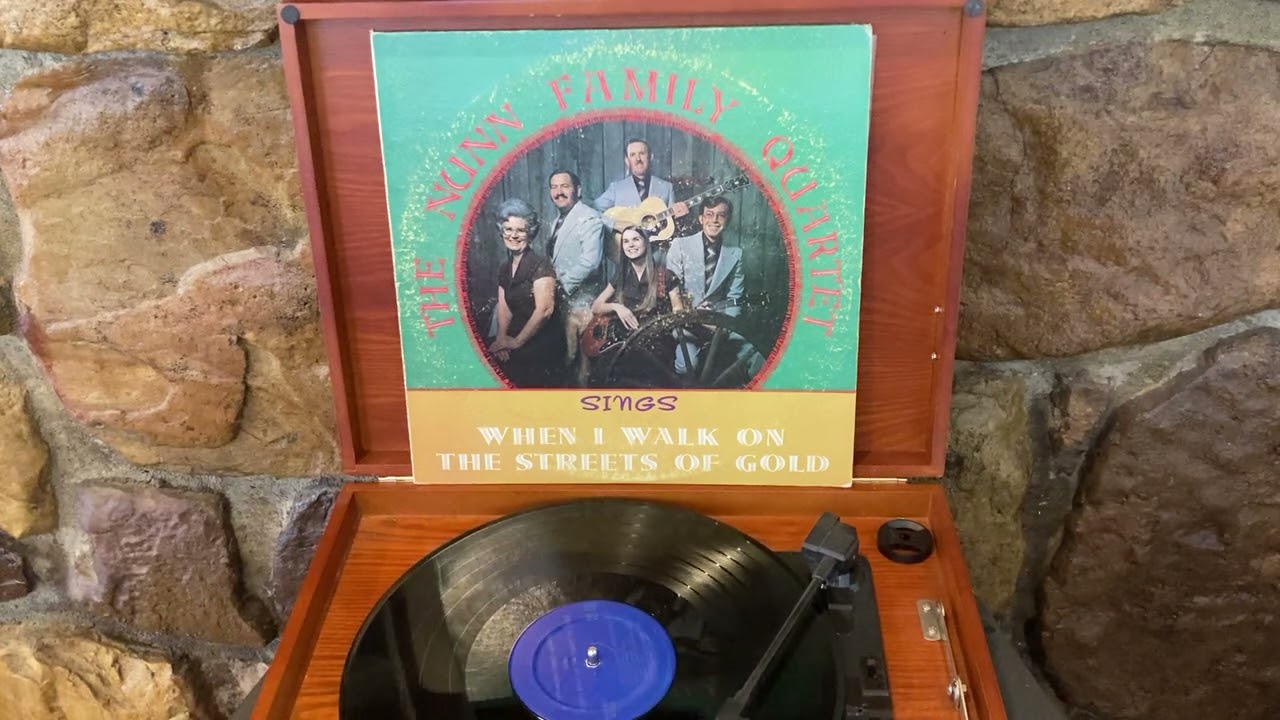 THE NUNN FAMILY QUARTET
SINGS
WHEN I WALK ON
THE STREETS OF GOLD